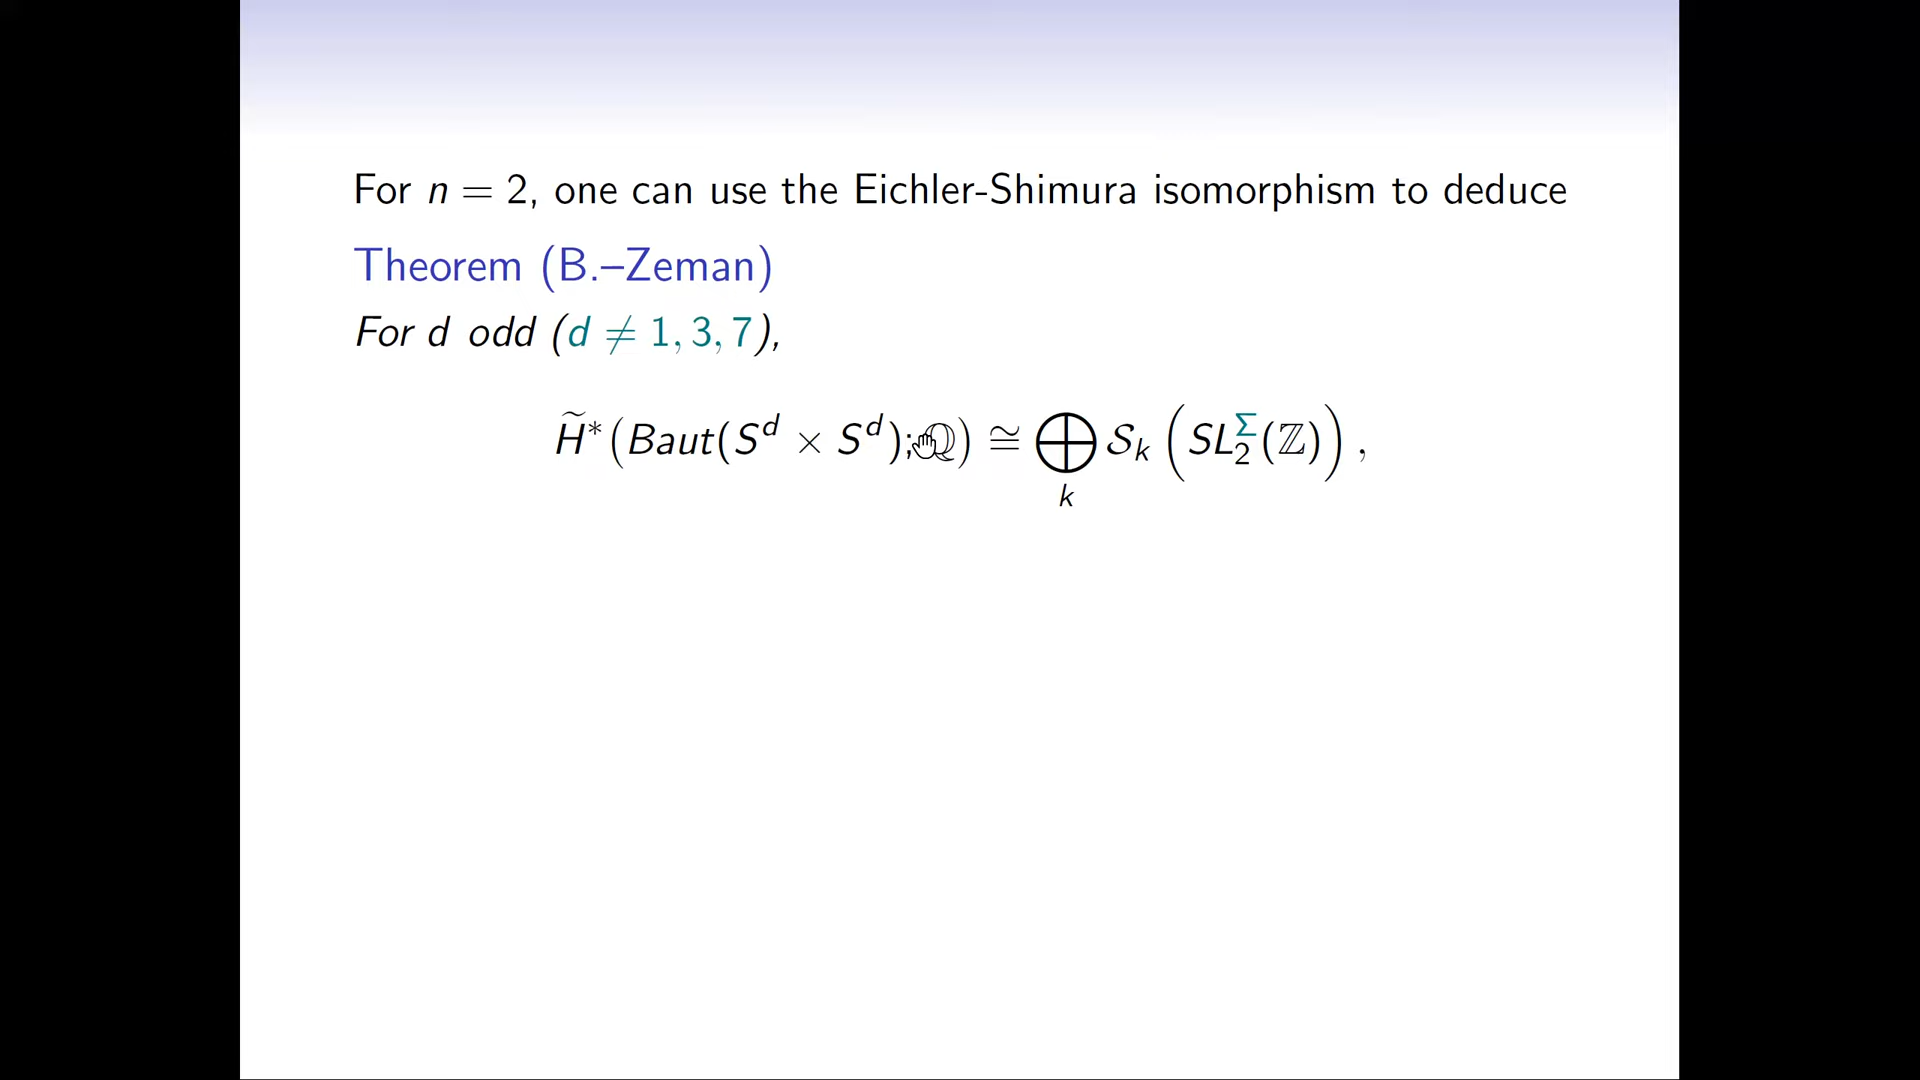 For n = 2, one can use the Eichler-Shimura isomorphism to deduce
Theorem (B.–Zeman)
For d odd (d ≠ 1, 3, 7),
H̃*(Baut(S^d × S^d); ℚ) ≅ ⨁_k 𝒮_k (SL_2^Σ(ℤ)),